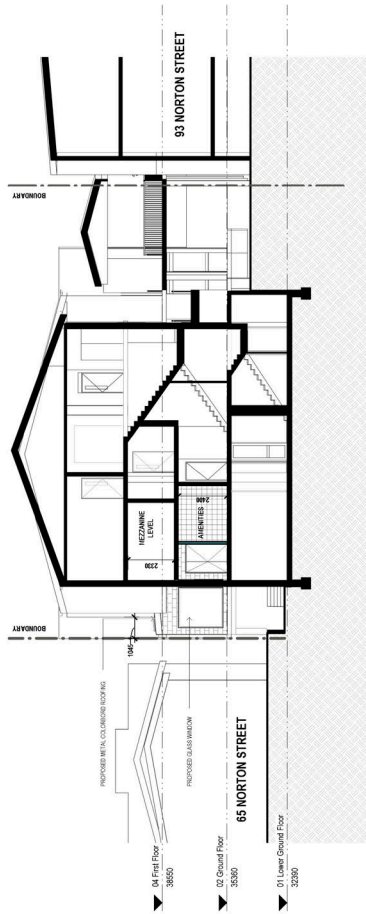 BOUNDARY
BOUNDARY
93 NORTON STREET
PROPOSED METAL COLORBOND ROOFING
1045
MEZZANINE
LEVEL
2330
AMENITIES
2400
PROPOSED GLASS WINDOW
65 NORTON STREET
04 First Floor
38550
02 Ground Floor
35360
01 Lower Ground Floor
32390